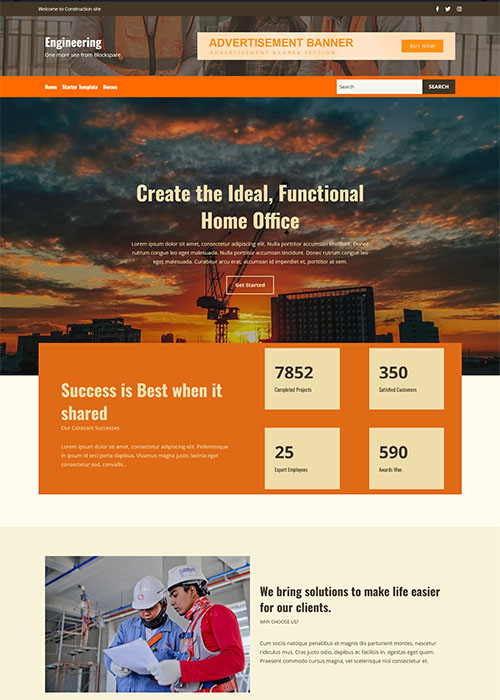 Welcome to Construction site
Engineering
One more site from Blockspare
ADVERTISEMENT BANNER
ADVERTISEMENT BANNER SECTION
BUY NOW
Home Starter Template Demos
Search
SEARCH
Create the Ideal, Functional
Home Office
Lorem ipsum dolor sit amet, consectetur adipiscing elit. Nulla porttitor accumsan tincidunt. Donec
rutrum congue leo eget malesuada. Vestibulum ac diam sit amet porttitor accumsan tincidunt. Donec rutrum congue leo
eget malesuada. Curabitur arcu erat, accumsan id imperdiet et, porttitor at sem.
Get Started
Success is Best when it
shared
Our Constant Successes
Lorem ipsum dolor sit amet, consectetur adipiscing elit. Pellentesque
in ipsum id orci porta dapibus. Vivamus magna justo, lacinia eget
consectetur sed, convallis.
7852
Completed Projects
350
Satisfied Customers
25
Expert Employees
590
Awards Won
We bring solutions to make life easier
for our clients.
WHY CHOOSE US?
Cum sociis natoque penatibus et magnis dis parturient montes, nascetur
ridiculus mus. Cras justo odio, dapibus ac facilisis in, egestas eget quam.
Praesent commodo cursus magna, vel scelerisque nisl consectetur et.